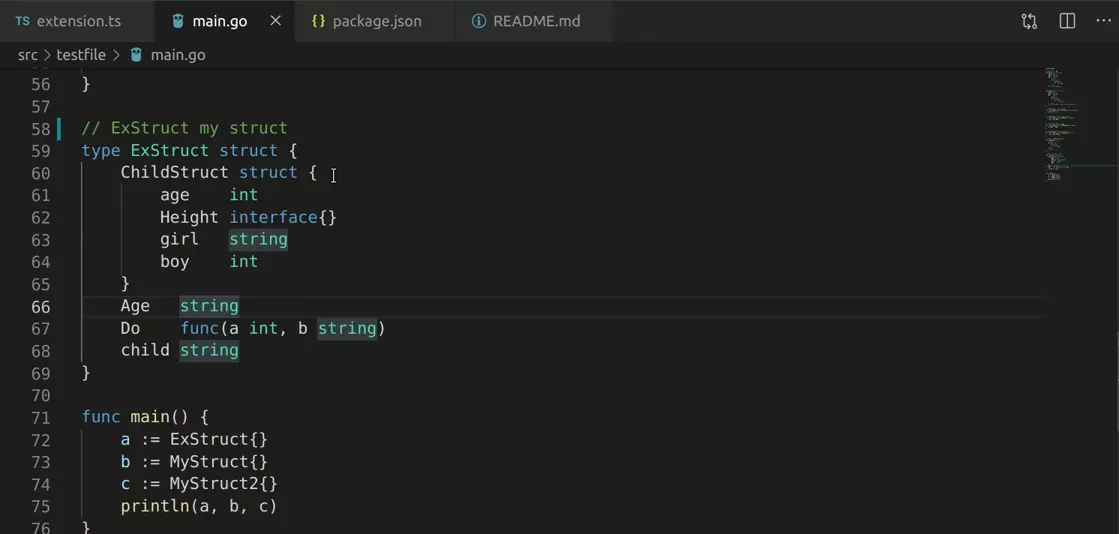 TS extension.ts main.go × {} package.json README.md ···
src > testfile > main.go
56 }
57
58 // ExStruct my struct
59 type ExStruct struct {
60     ChildStruct struct {
61         age    int
62         Height interface{}
63         girl   string
64         boy    int
65     }
66     Age   string
67     Do    func(a int, b string)
68     child string
69 }
70
71 func main() {
72     a := ExStruct{}
73     b := MyStruct{}
74     c := MyStruct2{}
75     println(a, b, c)
76 }